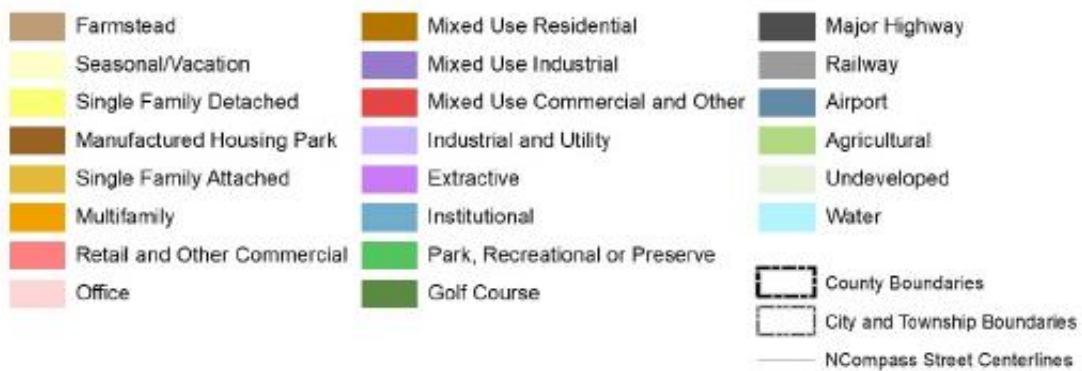 Farmstead
Seasonal/Vacation
Single Family Detached
Manufactured Housing Park
Single Family Attached
Multifamily
Retail and Other Commercial
Office
Mixed Use Residential
Mixed Use Industrial
Mixed Use Commercial and Other
Industrial and Utility
Extractive
Institutional
Park, Recreational or Preserve
Golf Course
Major Highway
Railway
Airport
Agricultural
Undeveloped
Water
County Boundaries
City and Township Boundaries
NCompass Street Centerlines